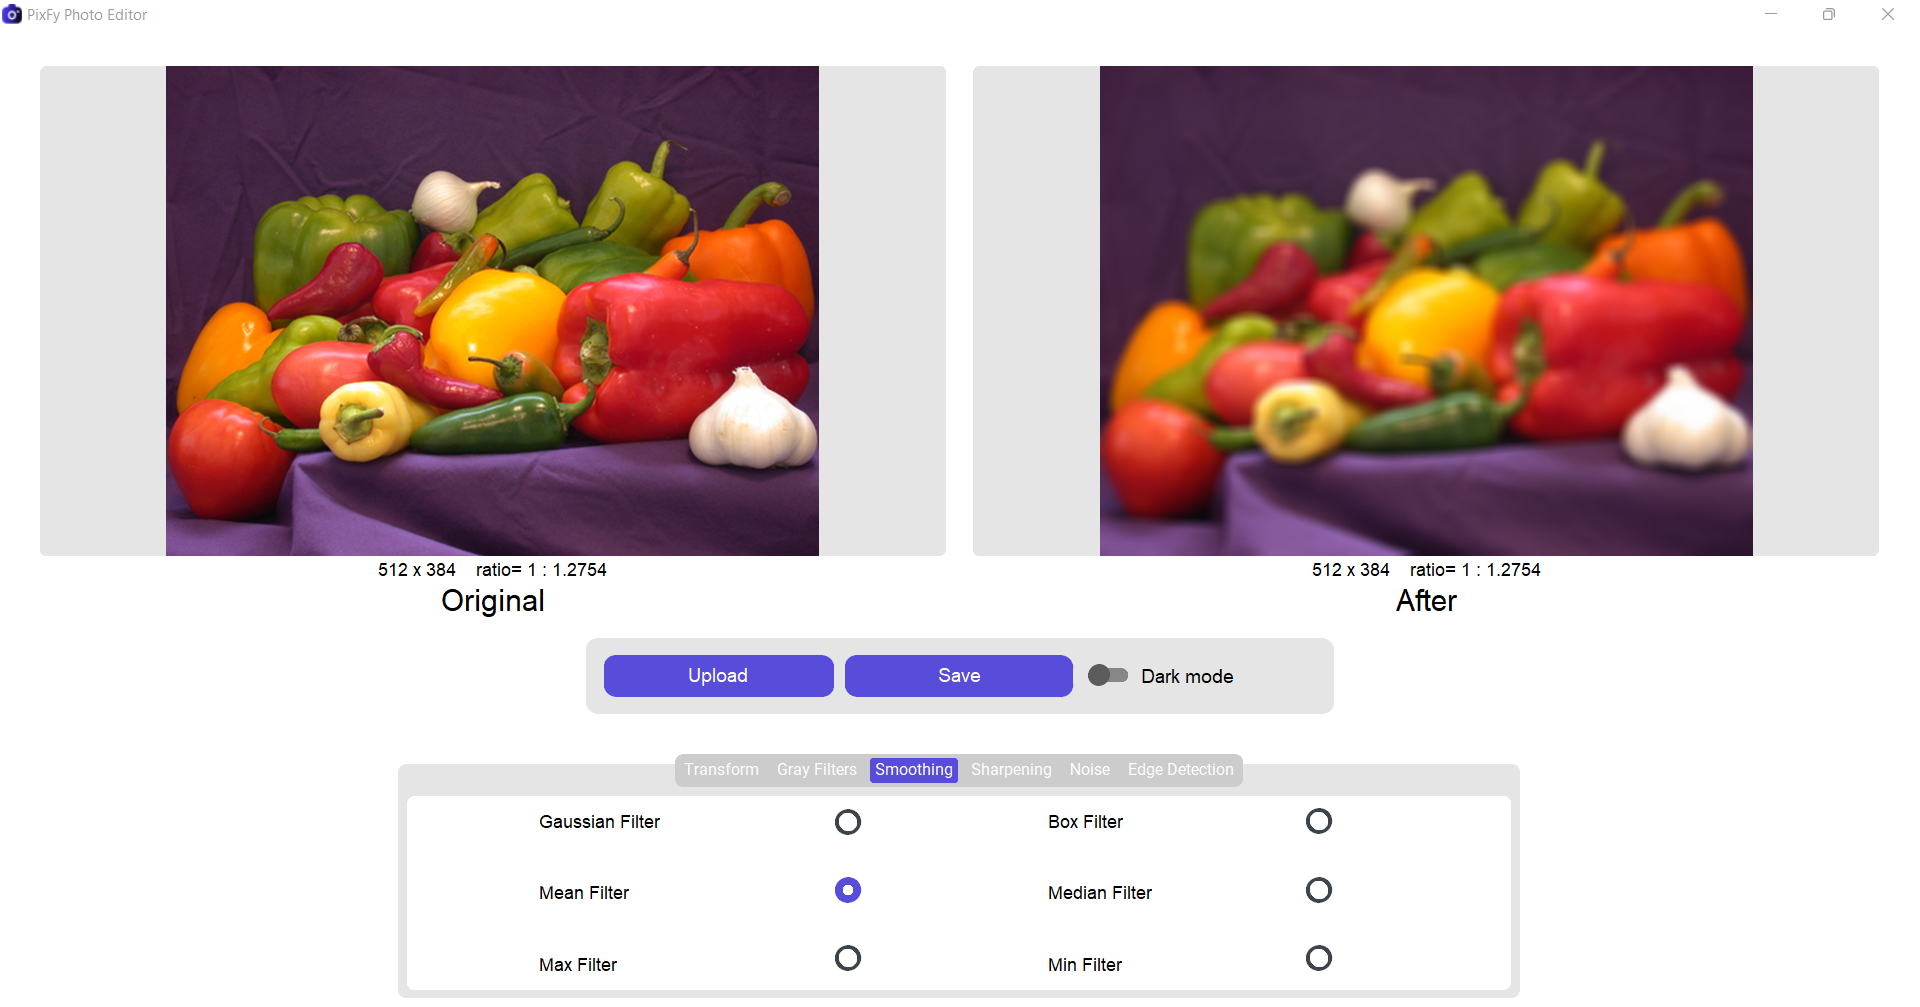 PixFy Photo Editor
512 x 384 ratio= 1 : 1.2754
Original
512 x 384 ratio= 1 : 1.2754
After
Upload
Save
Dark mode
Transform Gray Filters Smoothing Sharpening Noise Edge Detection
Gaussian Filter
Box Filter
Mean Filter
Median Filter
Max Filter
Min Filter